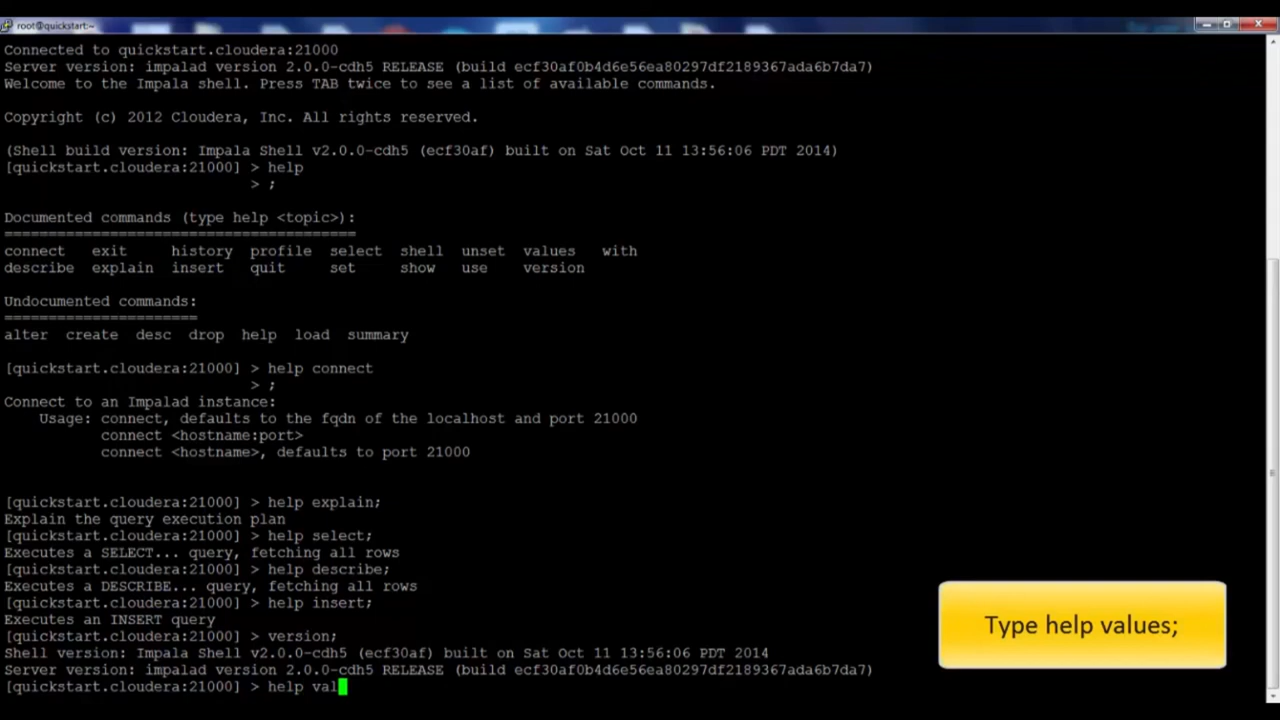 root@quickstart:~
Connected to quickstart.cloudera:21000
Server version: impalad version 2.0.0-cdh5 RELEASE (build ecf30af0b4d6e56ea80297df2189367ada6b7da7)
Welcome to the Impala shell. Press TAB twice to see a list of available commands.
Copyright (c) 2012 Cloudera, Inc. All rights reserved.
(Shell build version: Impala Shell v2.0.0-cdh5 (ecf30af) built on Sat Oct 11 13:56:06 PDT 2014)
[quickstart.cloudera:21000] > help
> ;
Documented commands (type help <topic>):
========================================
connect exit history profile select shell unset values with
describe explain insert quit set show use version
Undocumented commands:
======================
alter create desc drop help load summary
[quickstart.cloudera:21000] > help connect
> ;
Connect to an Impalad instance:
Usage: connect, defaults to the fqdn of the localhost and port 21000
connect <hostname:port>
connect <hostname>, defaults to port 21000
[quickstart.cloudera:21000] > help explain;
Explain the query execution plan
[quickstart.cloudera:21000] > help select;
Executes a SELECT... query, fetching all rows
[quickstart.cloudera:21000] > help describe;
Executes a DESCRIBE... query, fetching all rows
[quickstart.cloudera:21000] > help insert;
Executes an INSERT query
[quickstart.cloudera:21000] > version;
Shell version: Impala Shell v2.0.0-cdh5 (ecf30af) built on Sat Oct 11 13:56:06 PDT 2014
Server version: impalad version 2.0.0-cdh5 RELEASE (build ecf30af0b4d6e56ea80297df2189367ada6b7da7)
[quickstart.cloudera:21000] > help val
Type help values;